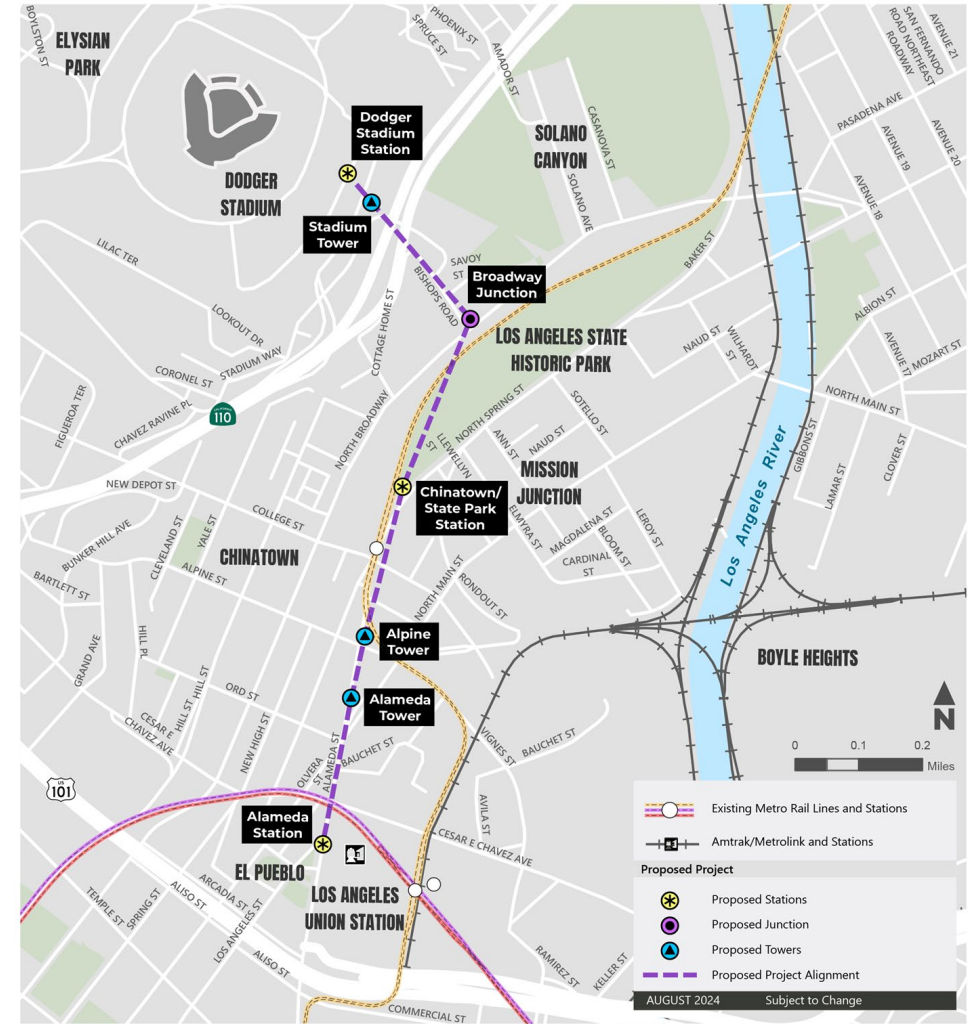 BOYLSTON ST
ELYSIAN
PARK
PHOENIX ST
SPRUCE ST
AMADOR ST
SAN FERNANDO
ROAD NORTHEAST
ROADWAY
AVENUE 21
PASADENA AVE
AVENUE 20
AVENUE 19
AVENUE 18
CASANOVA ST
SOLANO
CANYON
SOLANO AVE
Dodger
Stadium
Station
DODGER
STADIUM
Stadium
Tower
LILAC TER
SAVOY
ST
BISHOPS ROAD
Broadway
Junction
BAKER ST
ALBION ST
LOOKOUT DR
COTTAGE HOME ST
STADIUM WAY
CORONEL ST
LOS ANGELES STATE
HISTORIC PARK
NAUD ST
WILHARDT
ST
AVENUE 17
MOZART ST
FIGUEROA TER
CHAVEZ RAVINE PL
CALIFORNIA
110
NORTH BROADWAY
NORTH SPRING ST
SOTELLO ST
NORTH MAIN ST
GIBBONS ST
CLOVER ST
LAMAR ST
LLEWELLYN
ST
ANN ST
NAUD ST
MISSION
JUNCTION
NEW DEPOT ST
Chinatown/
State Park
Station
ELMYRA ST
MAGDALENA ST
BLOOM ST
LEROY ST
CARDINAL
ST
Los Angeles River
COLLEGE ST
BUNKER HILL AVE
CLEVELAND ST
YALE ST
CHINATOWN
BARTLETT ST
ALPINE ST
NORTH MAIN ST
RONDOUT ST
GRAND AVE
HILL PL
Alpine
Tower
BOYLE HEIGHTS
ORD ST
HILL ST
HILL ST
Alameda
Tower
CESAR E
CHAVEZ AVE
NEW HIGH ST
OLVERA
ST
ALAMEDA ST
BAUCHET ST
VIGNES ST
BAUCHET ST
N
0 0.1 0.2
Miles
US
101
Alameda
Station
AVILA ST
CESAR E CHAVEZ AVE
EL PUEBLO
LOS ANGELES
UNION STATION
TEMPLE ST
SPRING ST
ALISO ST
ARCADIA ST
LOS ANGELES ST
ALISO ST
RAMIREZ ST
KELLER ST
COMMERCIAL ST
Existing Metro Rail Lines and Stations
Amtrak/Metrolink and Stations
Proposed Project
Proposed Stations
Proposed Junction
Proposed Towers
Proposed Project Alignment
AUGUST 2024 Subject to Change